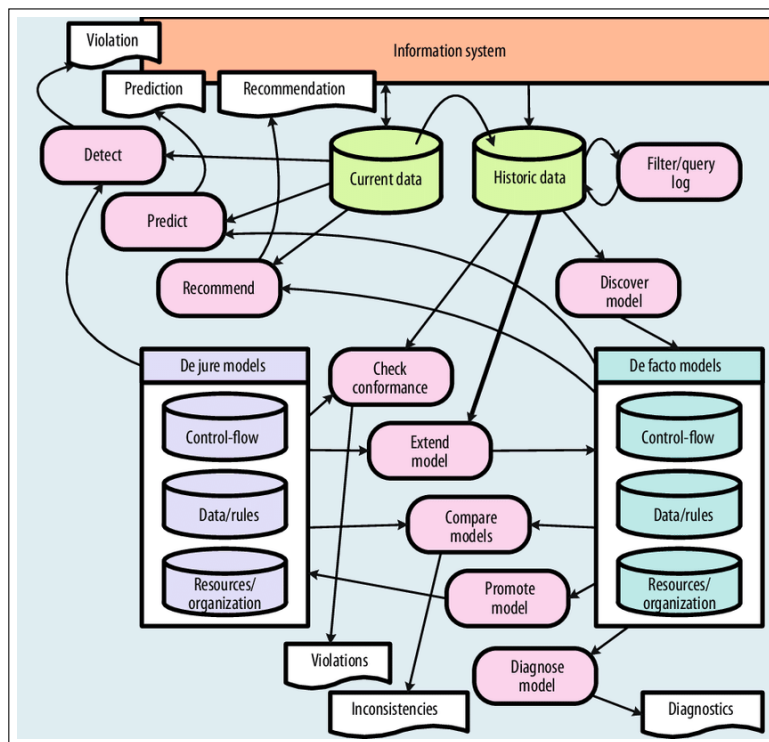 Violation
Information system
Prediction
Recommendation
Detect
Current data
Historic data
Filter/query
log
Predict
Recommend
Discover
model
De jure models
Check
conformance
De facto models
Control-flow
Extend
model
Control-flow
Data/rules
Compare
models
Data/rules
Resources/
organization
Promote
model
Resources/
organization
Violations
Diagnose
model
Inconsistencies
Diagnostics